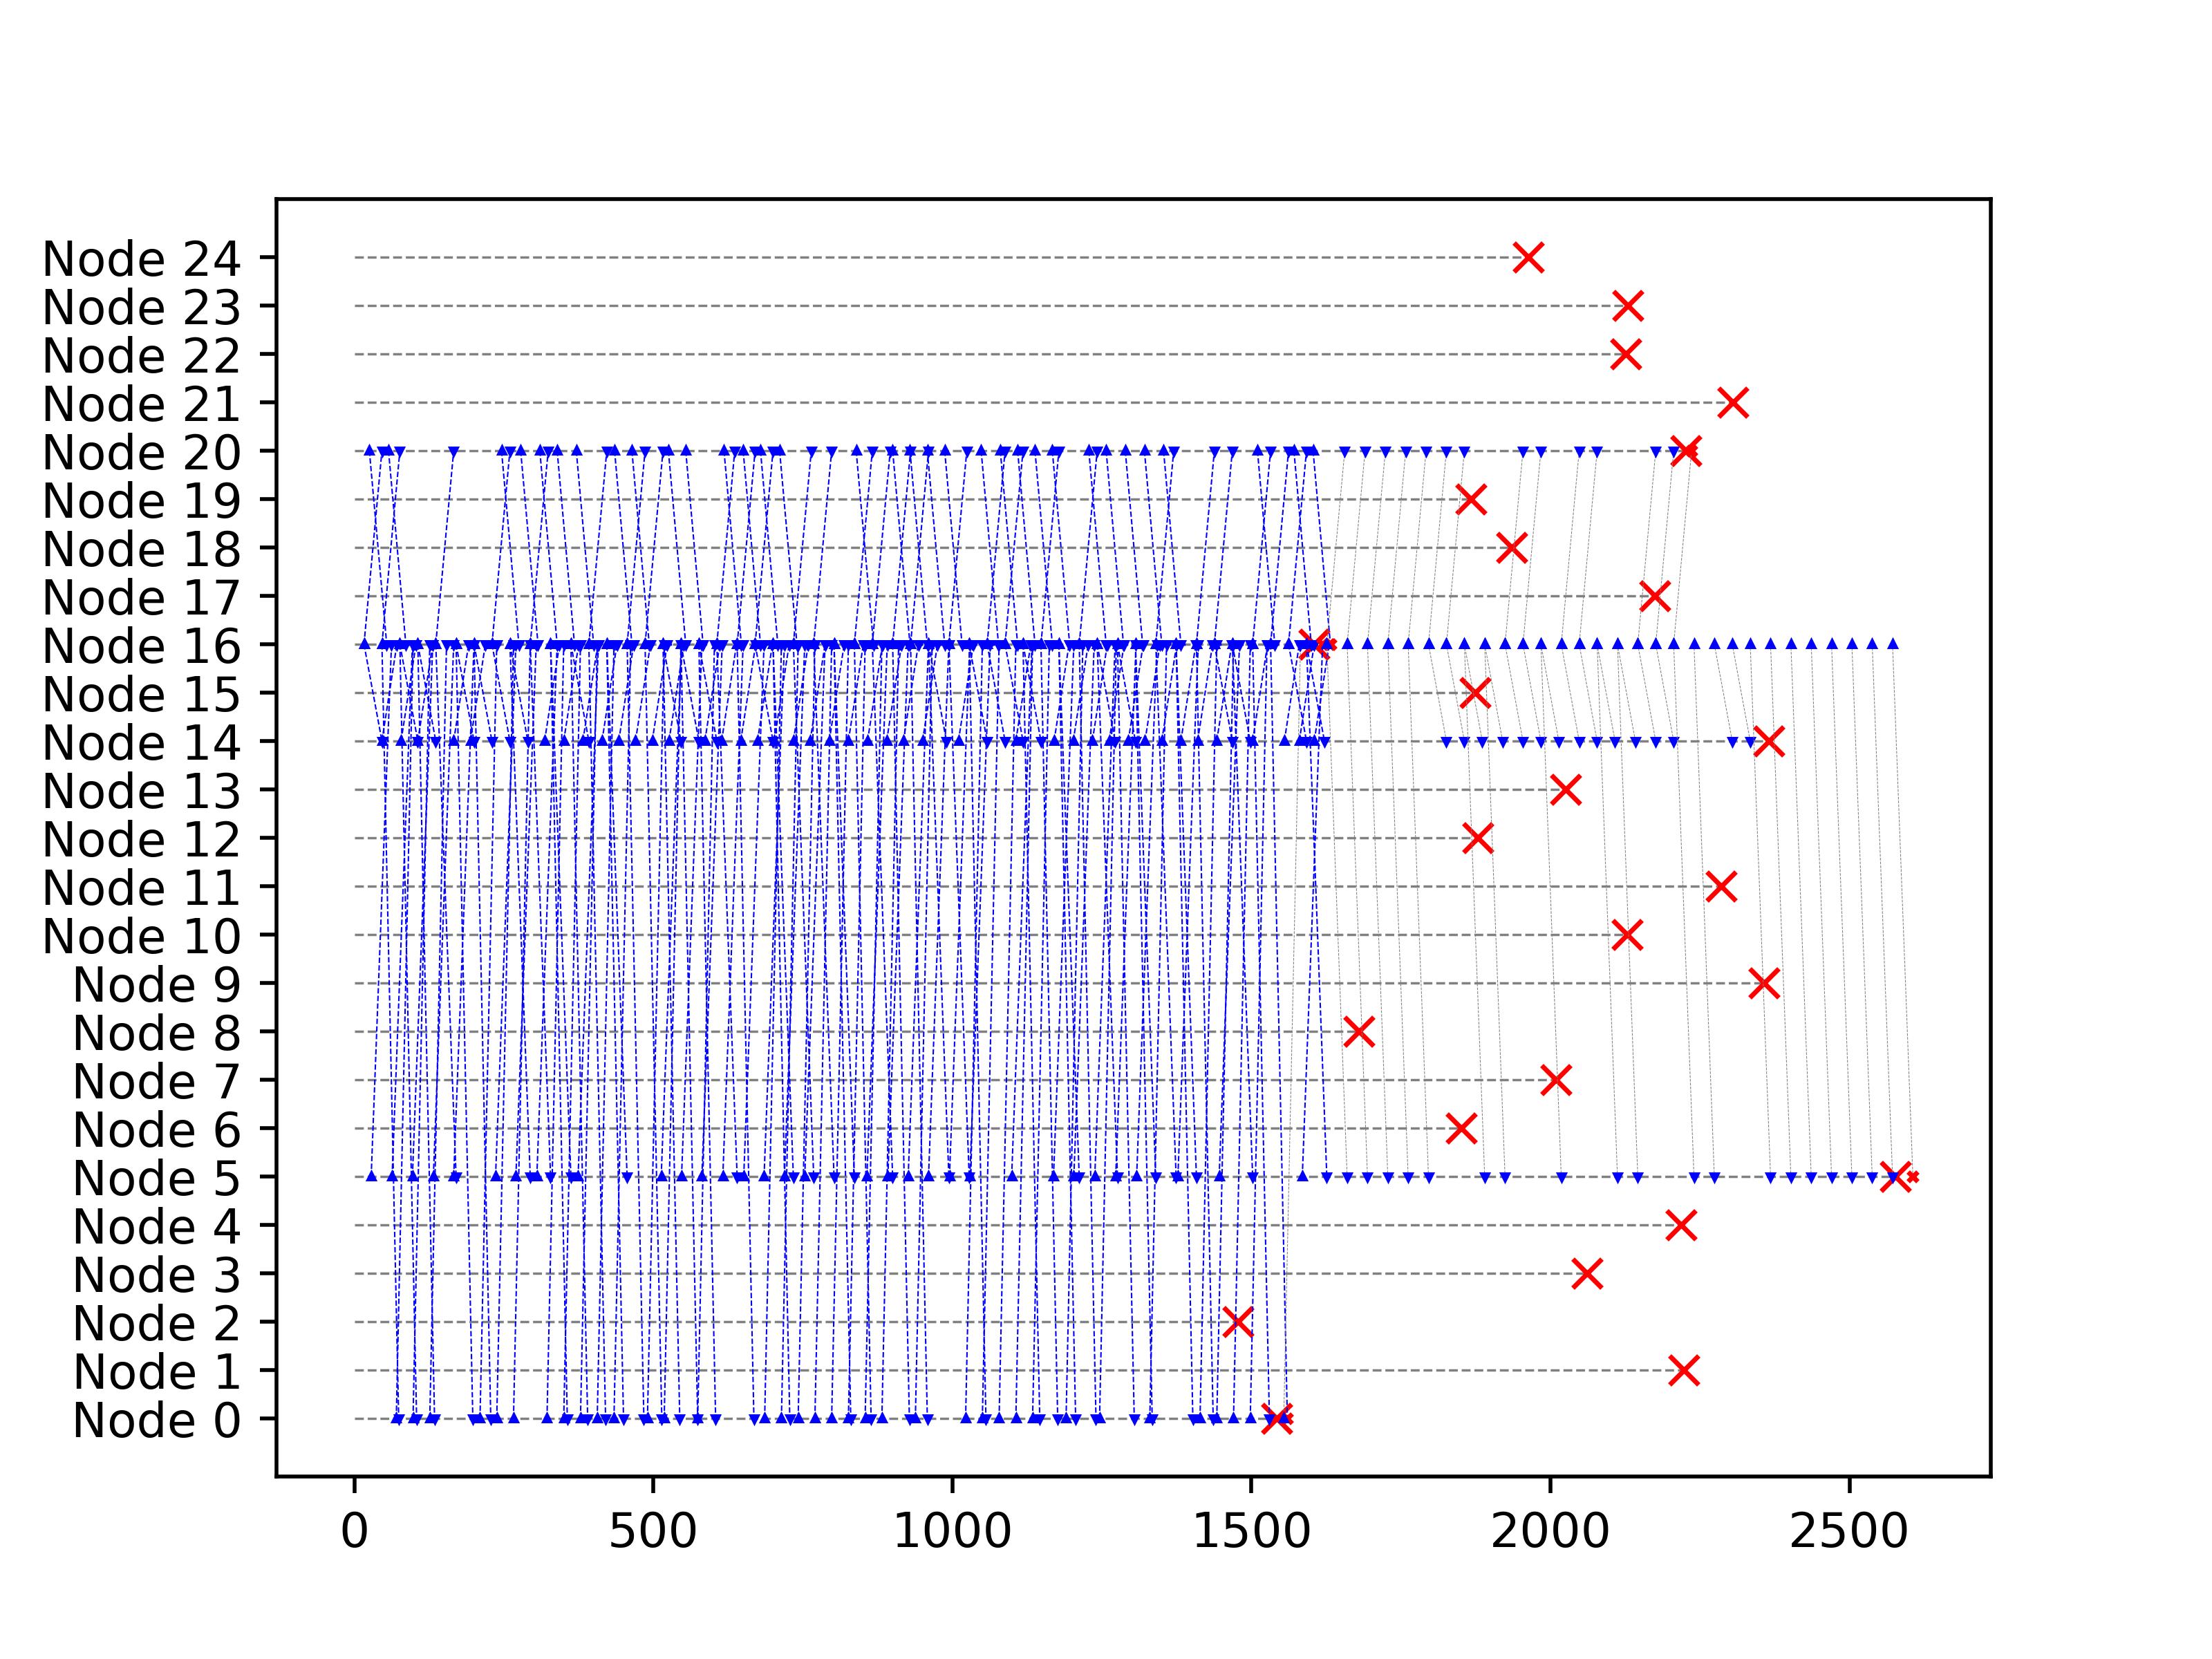 Node 24
Node 23
Node 22
Node 21
Node 20
Node 19
Node 18
Node 17
Node 16
Node 15
Node 14
Node 13
Node 12
Node 11
Node 10
Node 9
Node 8
Node 7
Node 6
Node 5
Node 4
Node 3
Node 2
Node 1
Node 0
0 500 1000 1500 2000 2500